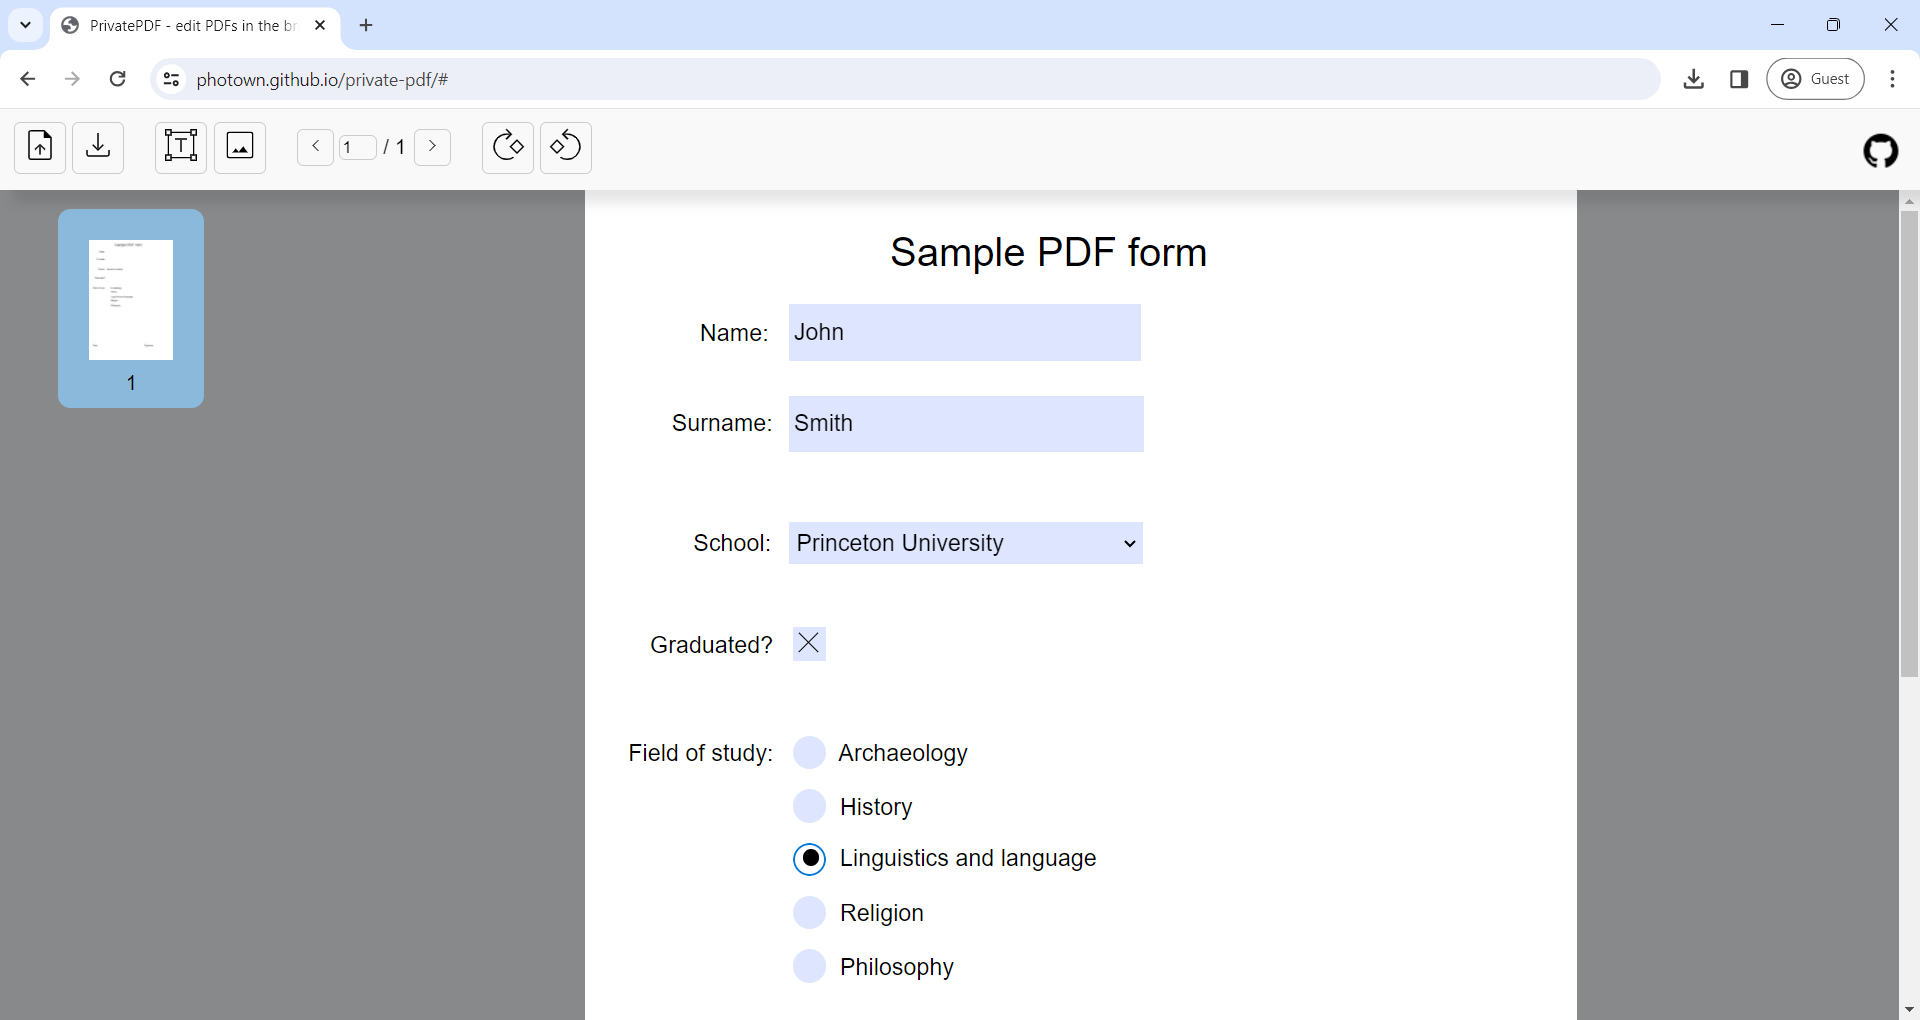 PrivatePDF - edit PDFs in the br
photown.github.io/private-pdf/#
Guest
1 / 1
1
Sample PDF form
Name: John
Surname: Smith
School: Princeton University
Graduated?
Field of study: Archaeology
History
Linguistics and language
Religion
Philosophy